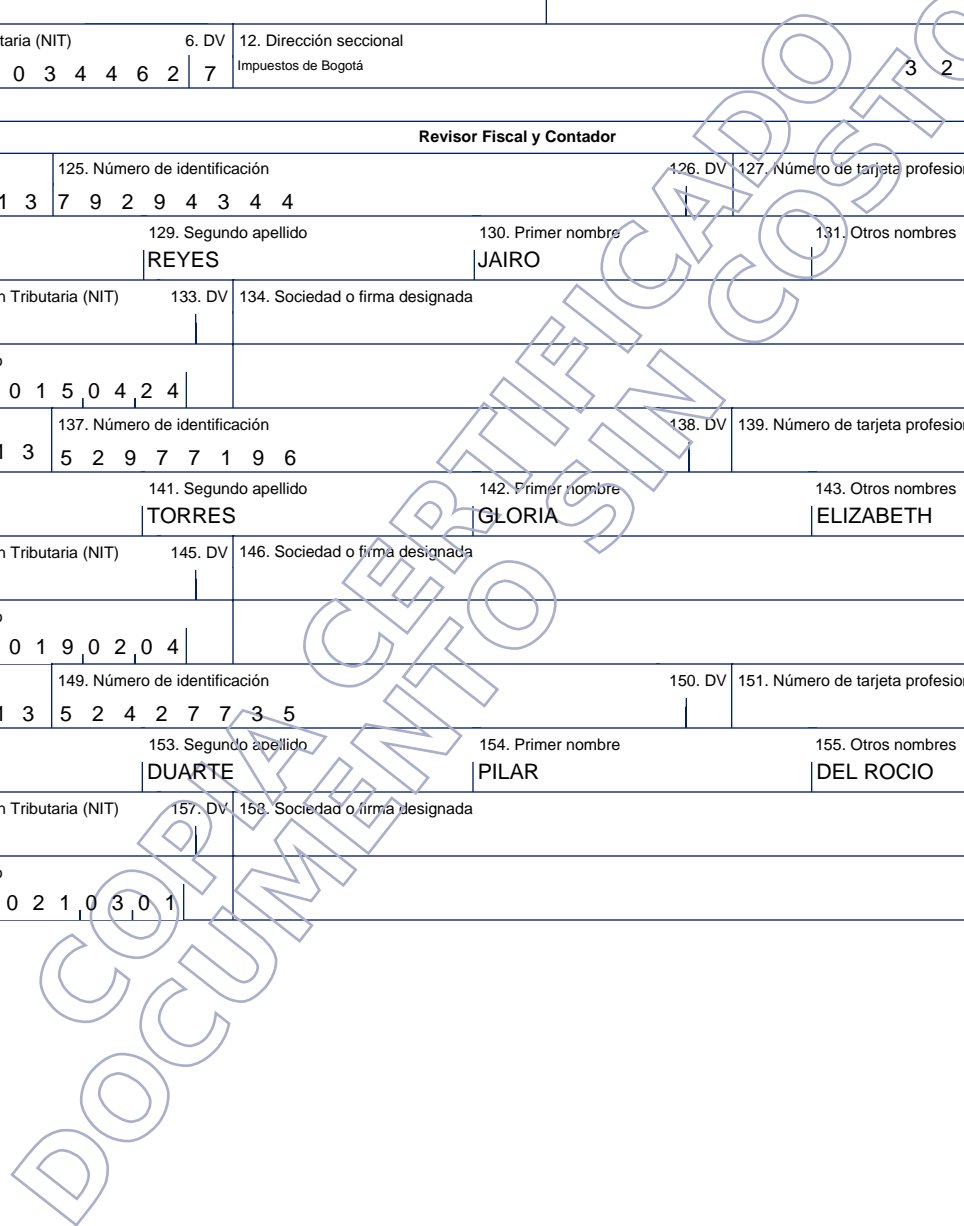 taria (NIT) 6. DV 12. Dirección seccional
0 3 4 4 6 2 7 Impuestos de Bogotá 3 2
Revisor Fiscal y Contador
125. Número de identificación 126. DV 127. Número de tarjeta profesion
1 3 7 9 2 9 4 3 4 4
129. Segundo apellido 130. Primer nombre 131. Otros nombres
REYES JAIRO
n Tributaria (NIT) 133. DV 134. Sociedad o firma designada
0 1 5 0 4 2 4
137. Número de identificación 138. DV 139. Número de tarjeta profesion
1 3 5 2 9 7 7 1 9 6
141. Segundo apellido 142. Primer nombre 143. Otros nombres
TORRES GLORIA ELIZABETH
n Tributaria (NIT) 145. DV 146. Sociedad o firma designada
0 1 9 0 2 0 4
149. Número de identificación 150. DV 151. Número de tarjeta profesion
1 3 5 2 4 2 7 7 3 5
153. Segundo apellido 154. Primer nombre 155. Otros nombres
DUARTE PILAR DEL ROCIO
n Tributaria (NIT) 157. DV 158. Sociedad o firma designada
0 2 1 0 3 0 1
COPIA CERTIFICADO
DOCUMENTO SIN COSTO